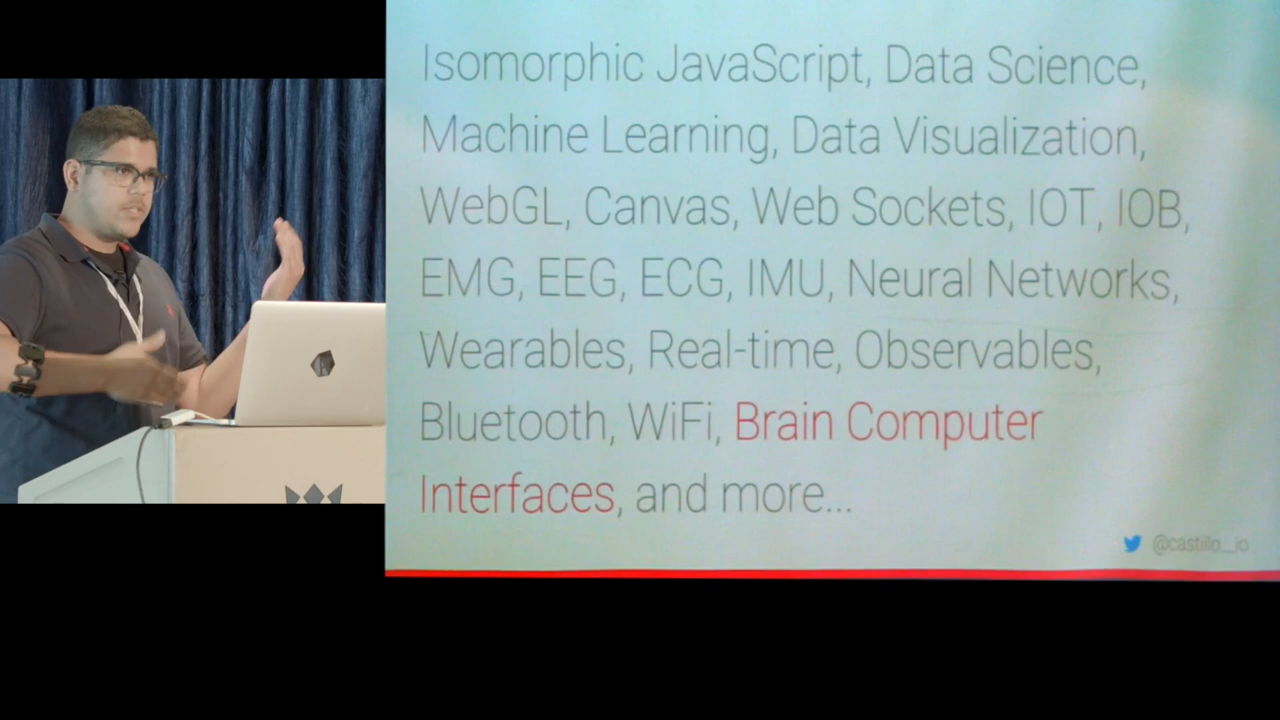 Isomorphic JavaScript, Data Science,
Machine Learning, Data Visualization,
WebGL, Canvas, Web Sockets, IOT, IOB,
EMG, EEG, ECG, IMU, Neural Networks,
Wearables, Real-time, Observables,
Bluetooth, WiFi, Brain Computer
Interfaces, and more...
@castillo_io